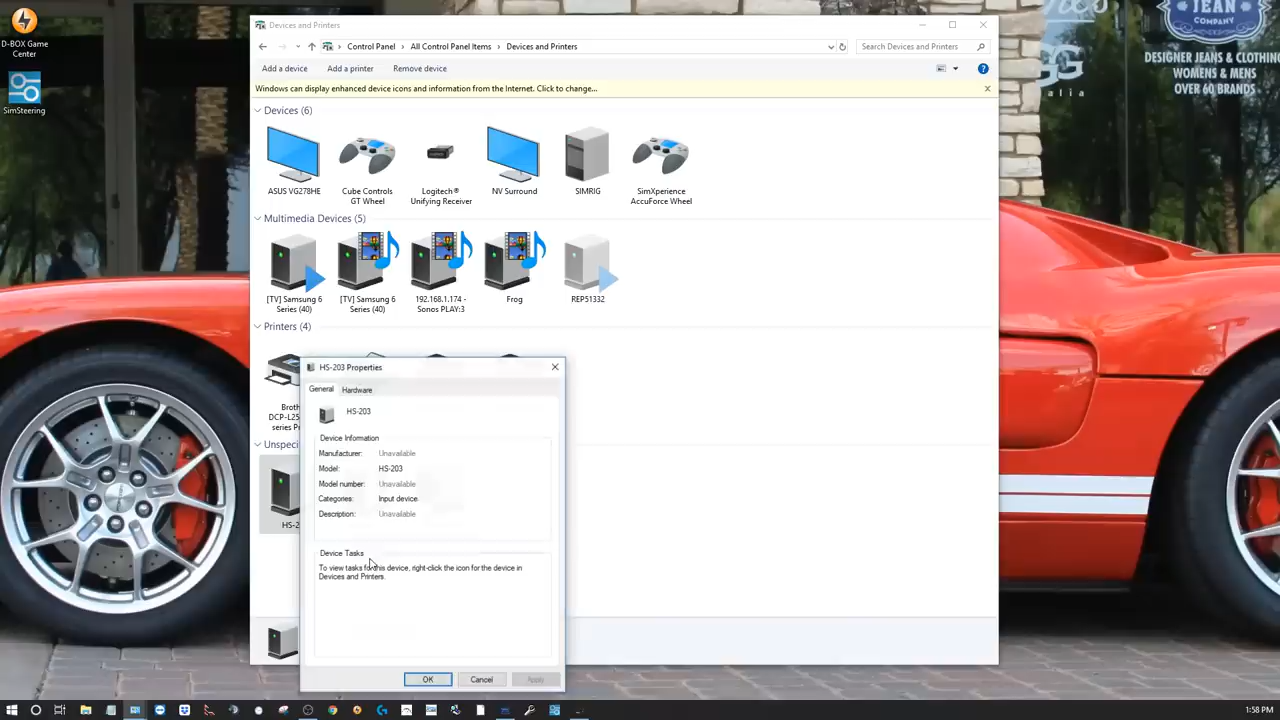 D-BOX Game
Center
SimSteering
Devices and Printers
Control Panel > All Control Panel Items > Devices and Printers
Search Devices and Printers
Add a device Add a printer Remove device
Windows can display enhanced device icons and information from the Internet. Click to change...
Devices (6)
ASUS VG278HE
Cube Controls
GT Wheel
Logitech®
Unifying Receiver
NV Surround
SIMRIG
SimXperience
AccuForce Wheel
Multimedia Devices (5)
[TV] Samsung 6
Series (40)
[TV] Samsung 6
Series (40)
192.168.1.174 -
Sonos PLAY:3
Frog
REP51332
Printers (4)
Broth
DCP-L25
series P
Unspeci
HS-2
HS-203 Properties
General Hardware
HS-203
Device Information
Manufacturer: Unavailable
Model: HS-203
Model number: Unavailable
Categories: Input device
Description: Unavailable
Device Tasks
To view tasks for this device, right-click the icon for the device in
Devices and Printers.
OK Cancel Apply
JEAN
COMPANY
DESIGNER JEANS & CLOTHING
WOMENS & MENS
OVER 60 BRANDS
1:58 PM